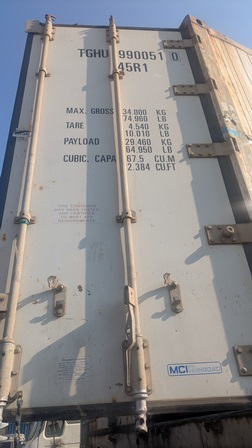 TGHU 990051 0
45R1
MAX. GROSS 34.000 KG
74.960 LB
TARE 4.540 KG
10.010 LB
PAYLOAD 29.460 KG
64.950 LB
CUBIC. CAPA 67.5 CU.M
2.384 CU.FT
MCI